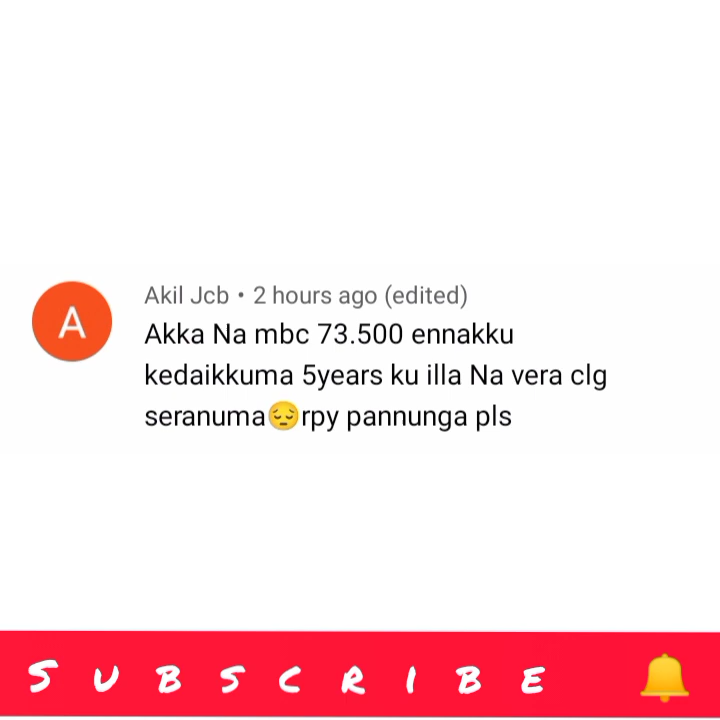 A
Akil Jcb • 2 hours ago (edited)
Akka Na mbc 73.500 ennakku
kedaikkuma 5years ku illa Na vera clg
seranuma😔rpy pannunga pls
SUBSCRIBE